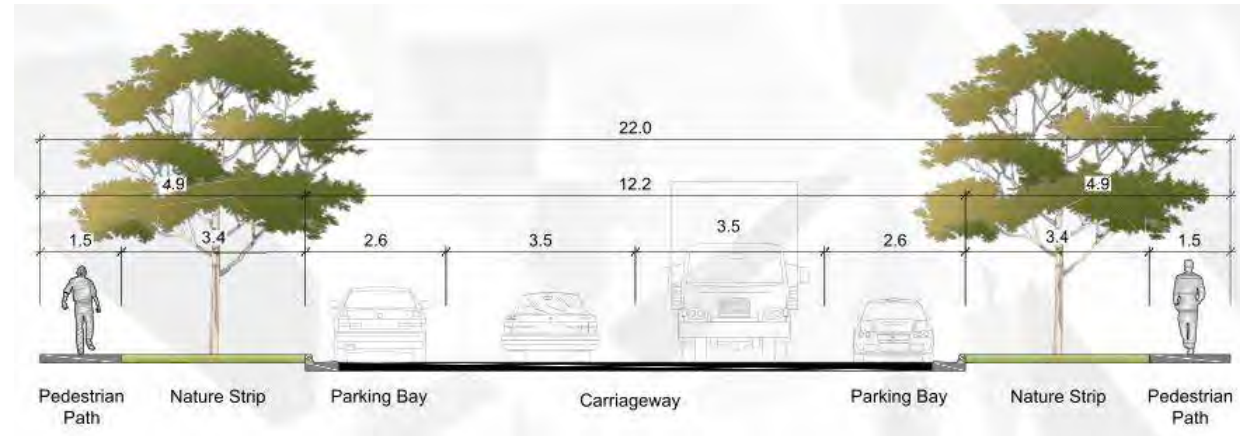 22.0
4.9 12.2 4.9
1.5 3.4 2.6 3.5 3.5 2.6 3.4 1.5
Pedestrian Path Nature Strip Parking Bay Carriageway Parking Bay Nature Strip Pedestrian Path